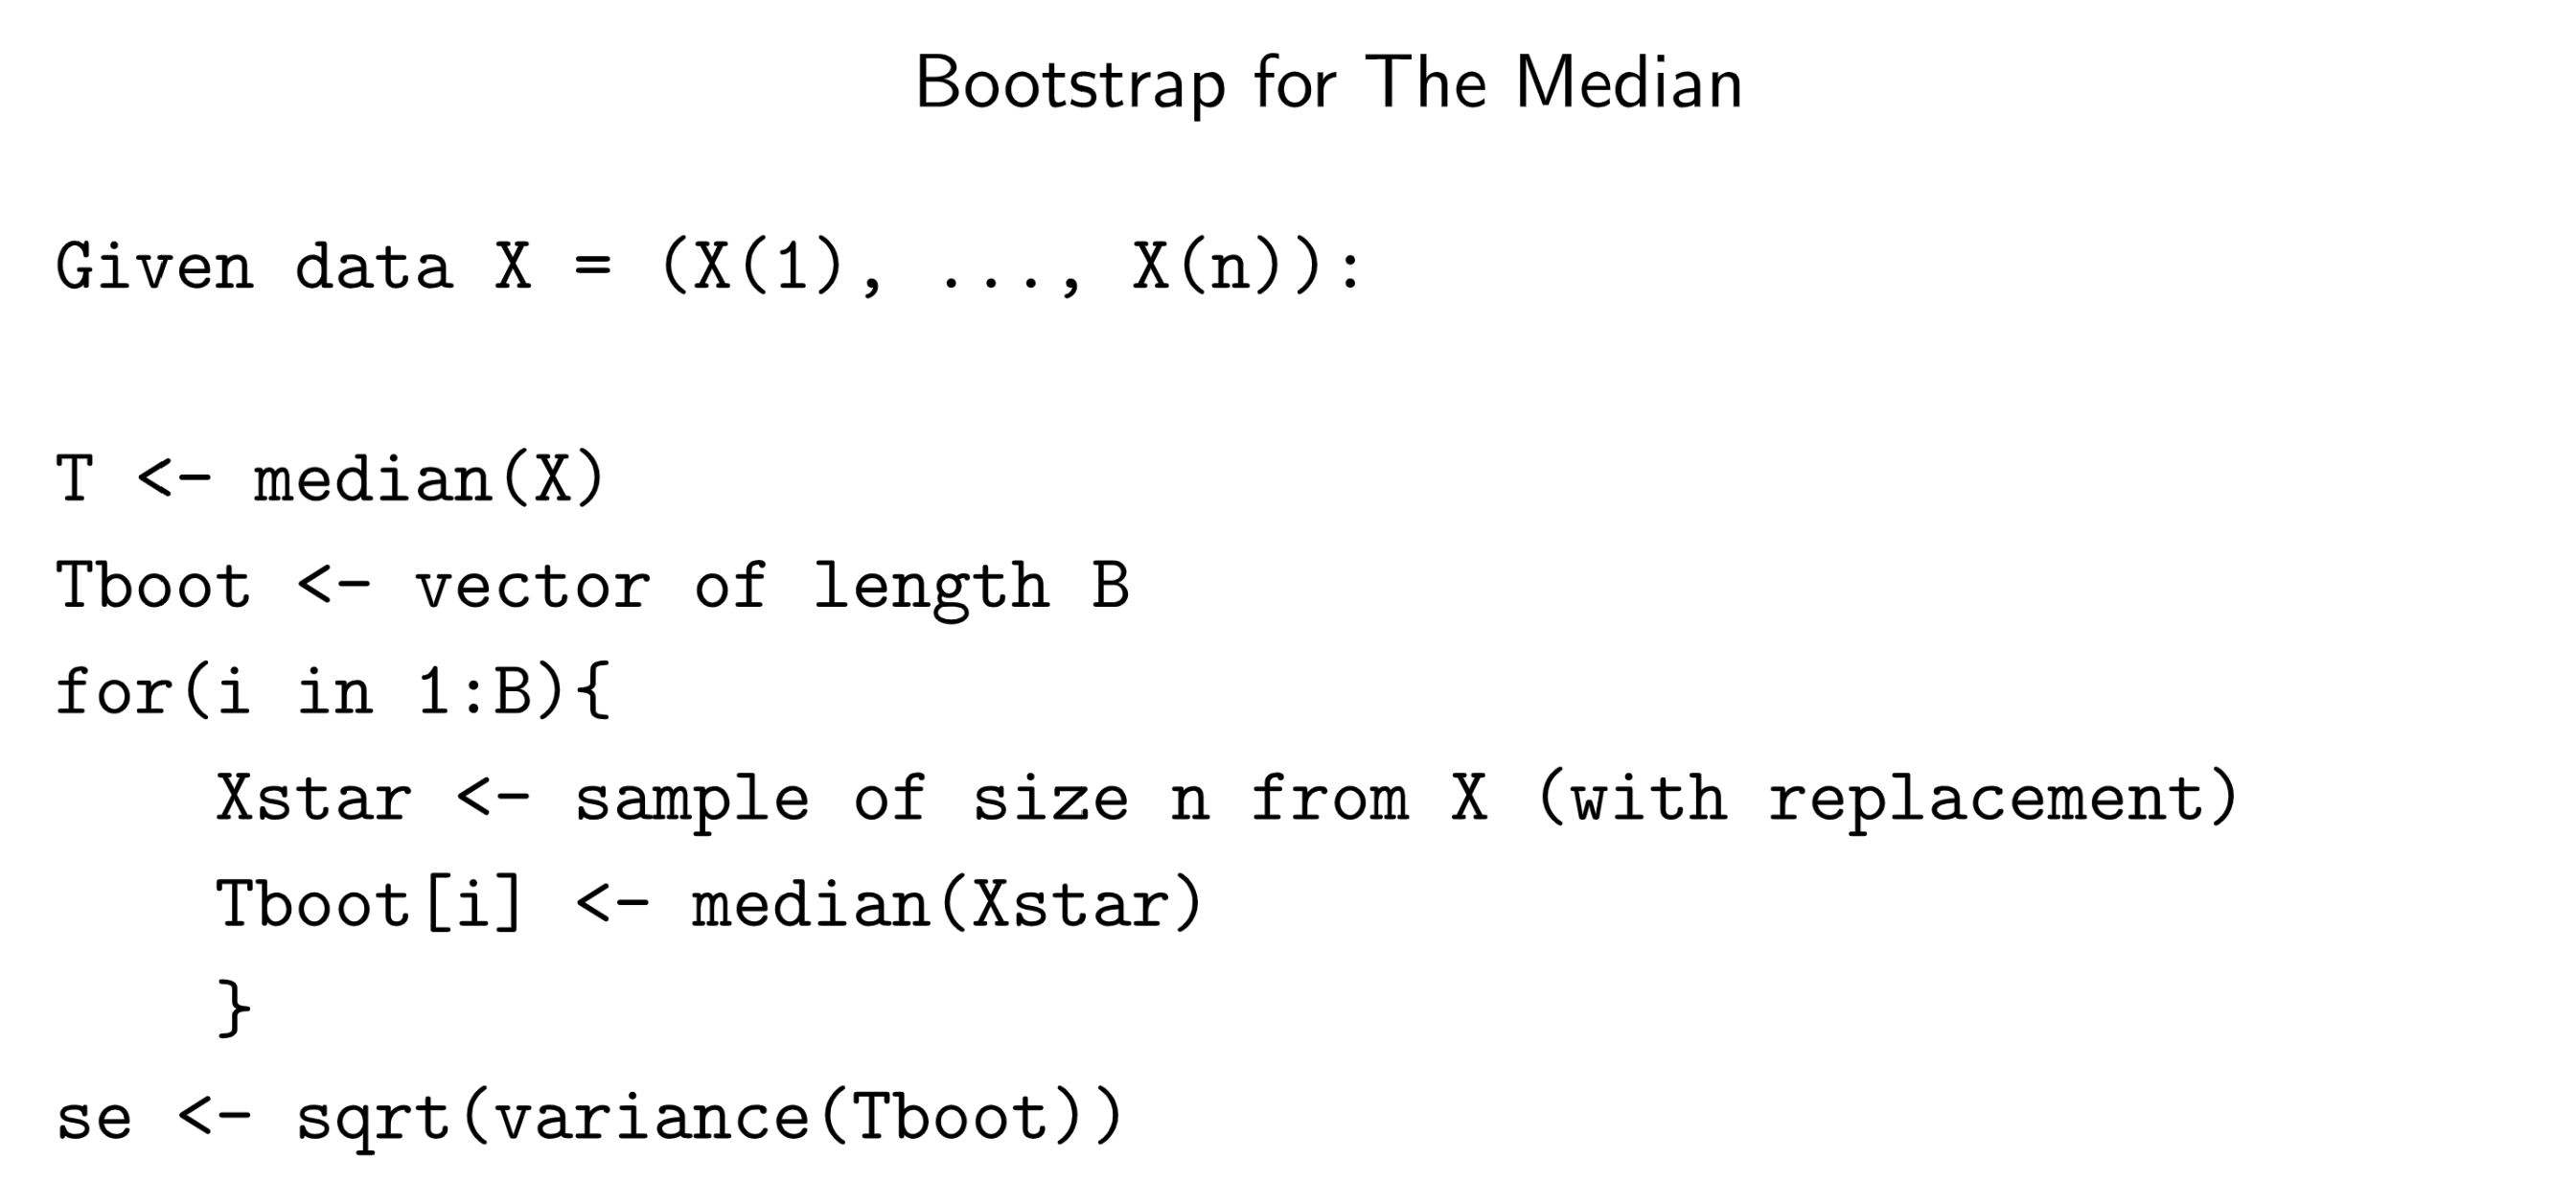 Bootstrap for The Median
Given data X = (X(1), ..., X(n)):
T <- median(X)
Tboot <- vector of length B
for(i in 1:B){
Xstar <- sample of size n from X (with replacement)
Tboot[i] <- median(Xstar)
}
se <- sqrt(variance(Tboot))